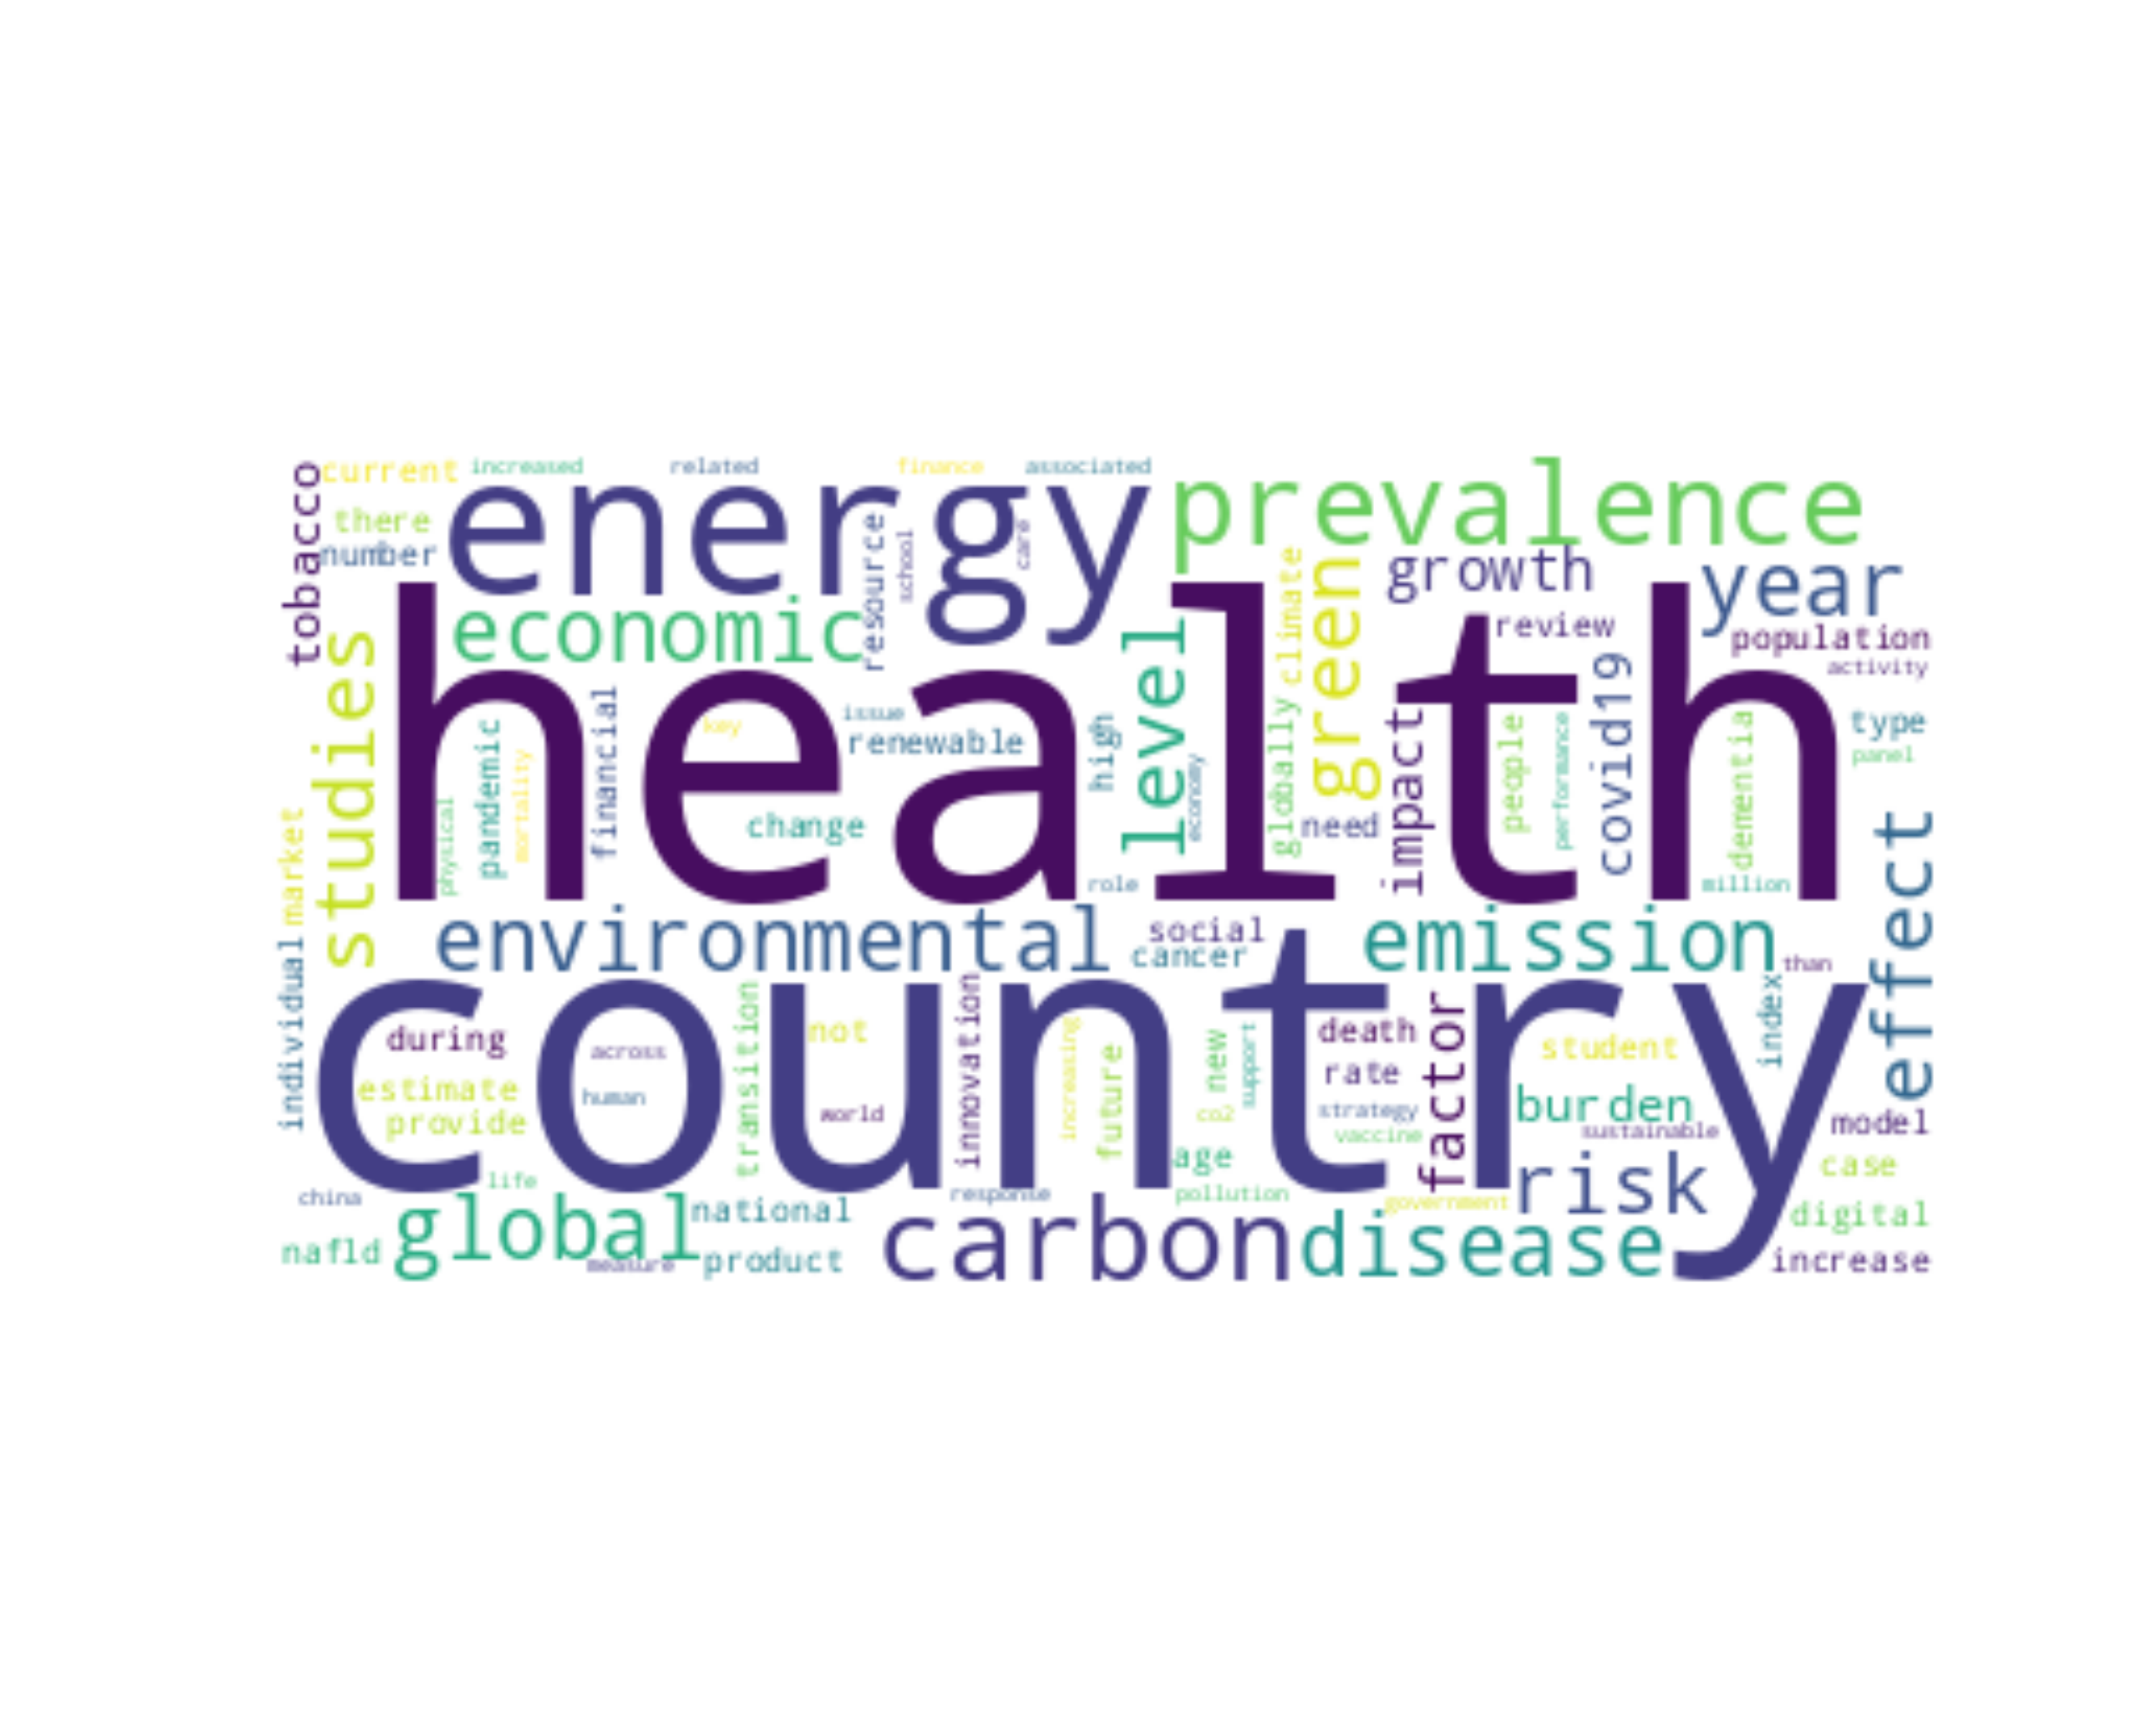 current increased related finance associated
tobacco
energy
prevalence
there
number
resource
school
care
climate
green
growth
year
economic
review
population
activity
studies
health
level
covid19
financial
key
issue
renewable
high
globally
impact
people
performance
dementia
type
panel
pandemic
mortality
physical
change
economy
need
market
role
million
effect
environmental
social
cancer
emission
than
individual
country
during
across
transition
not
innovation
increasing
future
new
support
death
factor
student
index
estimate
human
rate
provide
world
co2
strategy
vaccine
burden
sustainable
model
age
case
life
china
response
pollution
government
risk
global
national
carbon
disease
digital
nafld
measure
product
increase